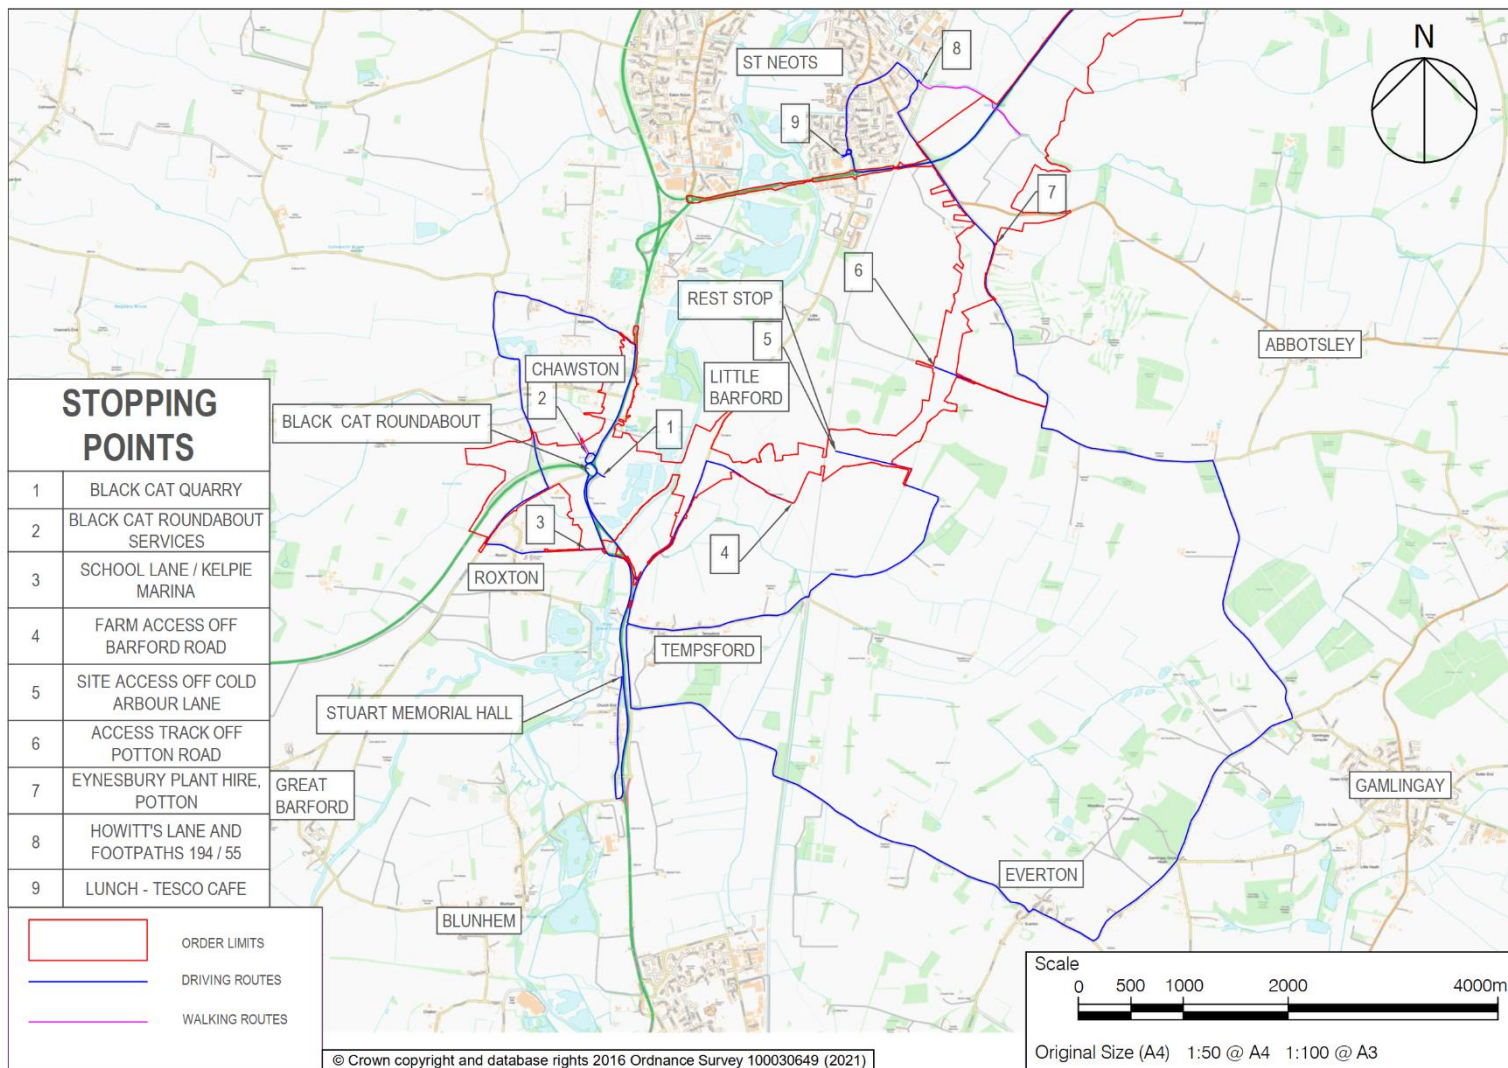 N
ST NEOTS
8
9
7
6
REST STOP
5
ABBOTSLEY
CHAWSTON
LITTLE
BARFORD
2
BLACK CAT ROUNDABOUT
1
3
4
ROXTON
TEMPSFORD
STUART MEMORIAL HALL
GREAT
BARFORD
GAMLINGAY
EVERTON
BLUNHEM
STOPPING
POINTS
1 BLACK CAT QUARRY
2 BLACK CAT ROUNDABOUT
SERVICES
3 SCHOOL LANE / KELPIE
MARINA
4 FARM ACCESS OFF
BARFORD ROAD
5 SITE ACCESS OFF COLD
ARBOUR LANE
6 ACCESS TRACK OFF
POTTON ROAD
7 EYNESBURY PLANT HIRE,
POTTON
8 HOWITT'S LANE AND
FOOTPATHS 194 / 55
9 LUNCH - TESCO CAFE
ORDER LIMITS
DRIVING ROUTES
WALKING ROUTES
Scale
0 500 1000 2000 4000m
Original Size (A4) 1:50 @ A4 1:100 @ A3
© Crown copyright and database rights 2016 Ordnance Survey 100030649 (2021)